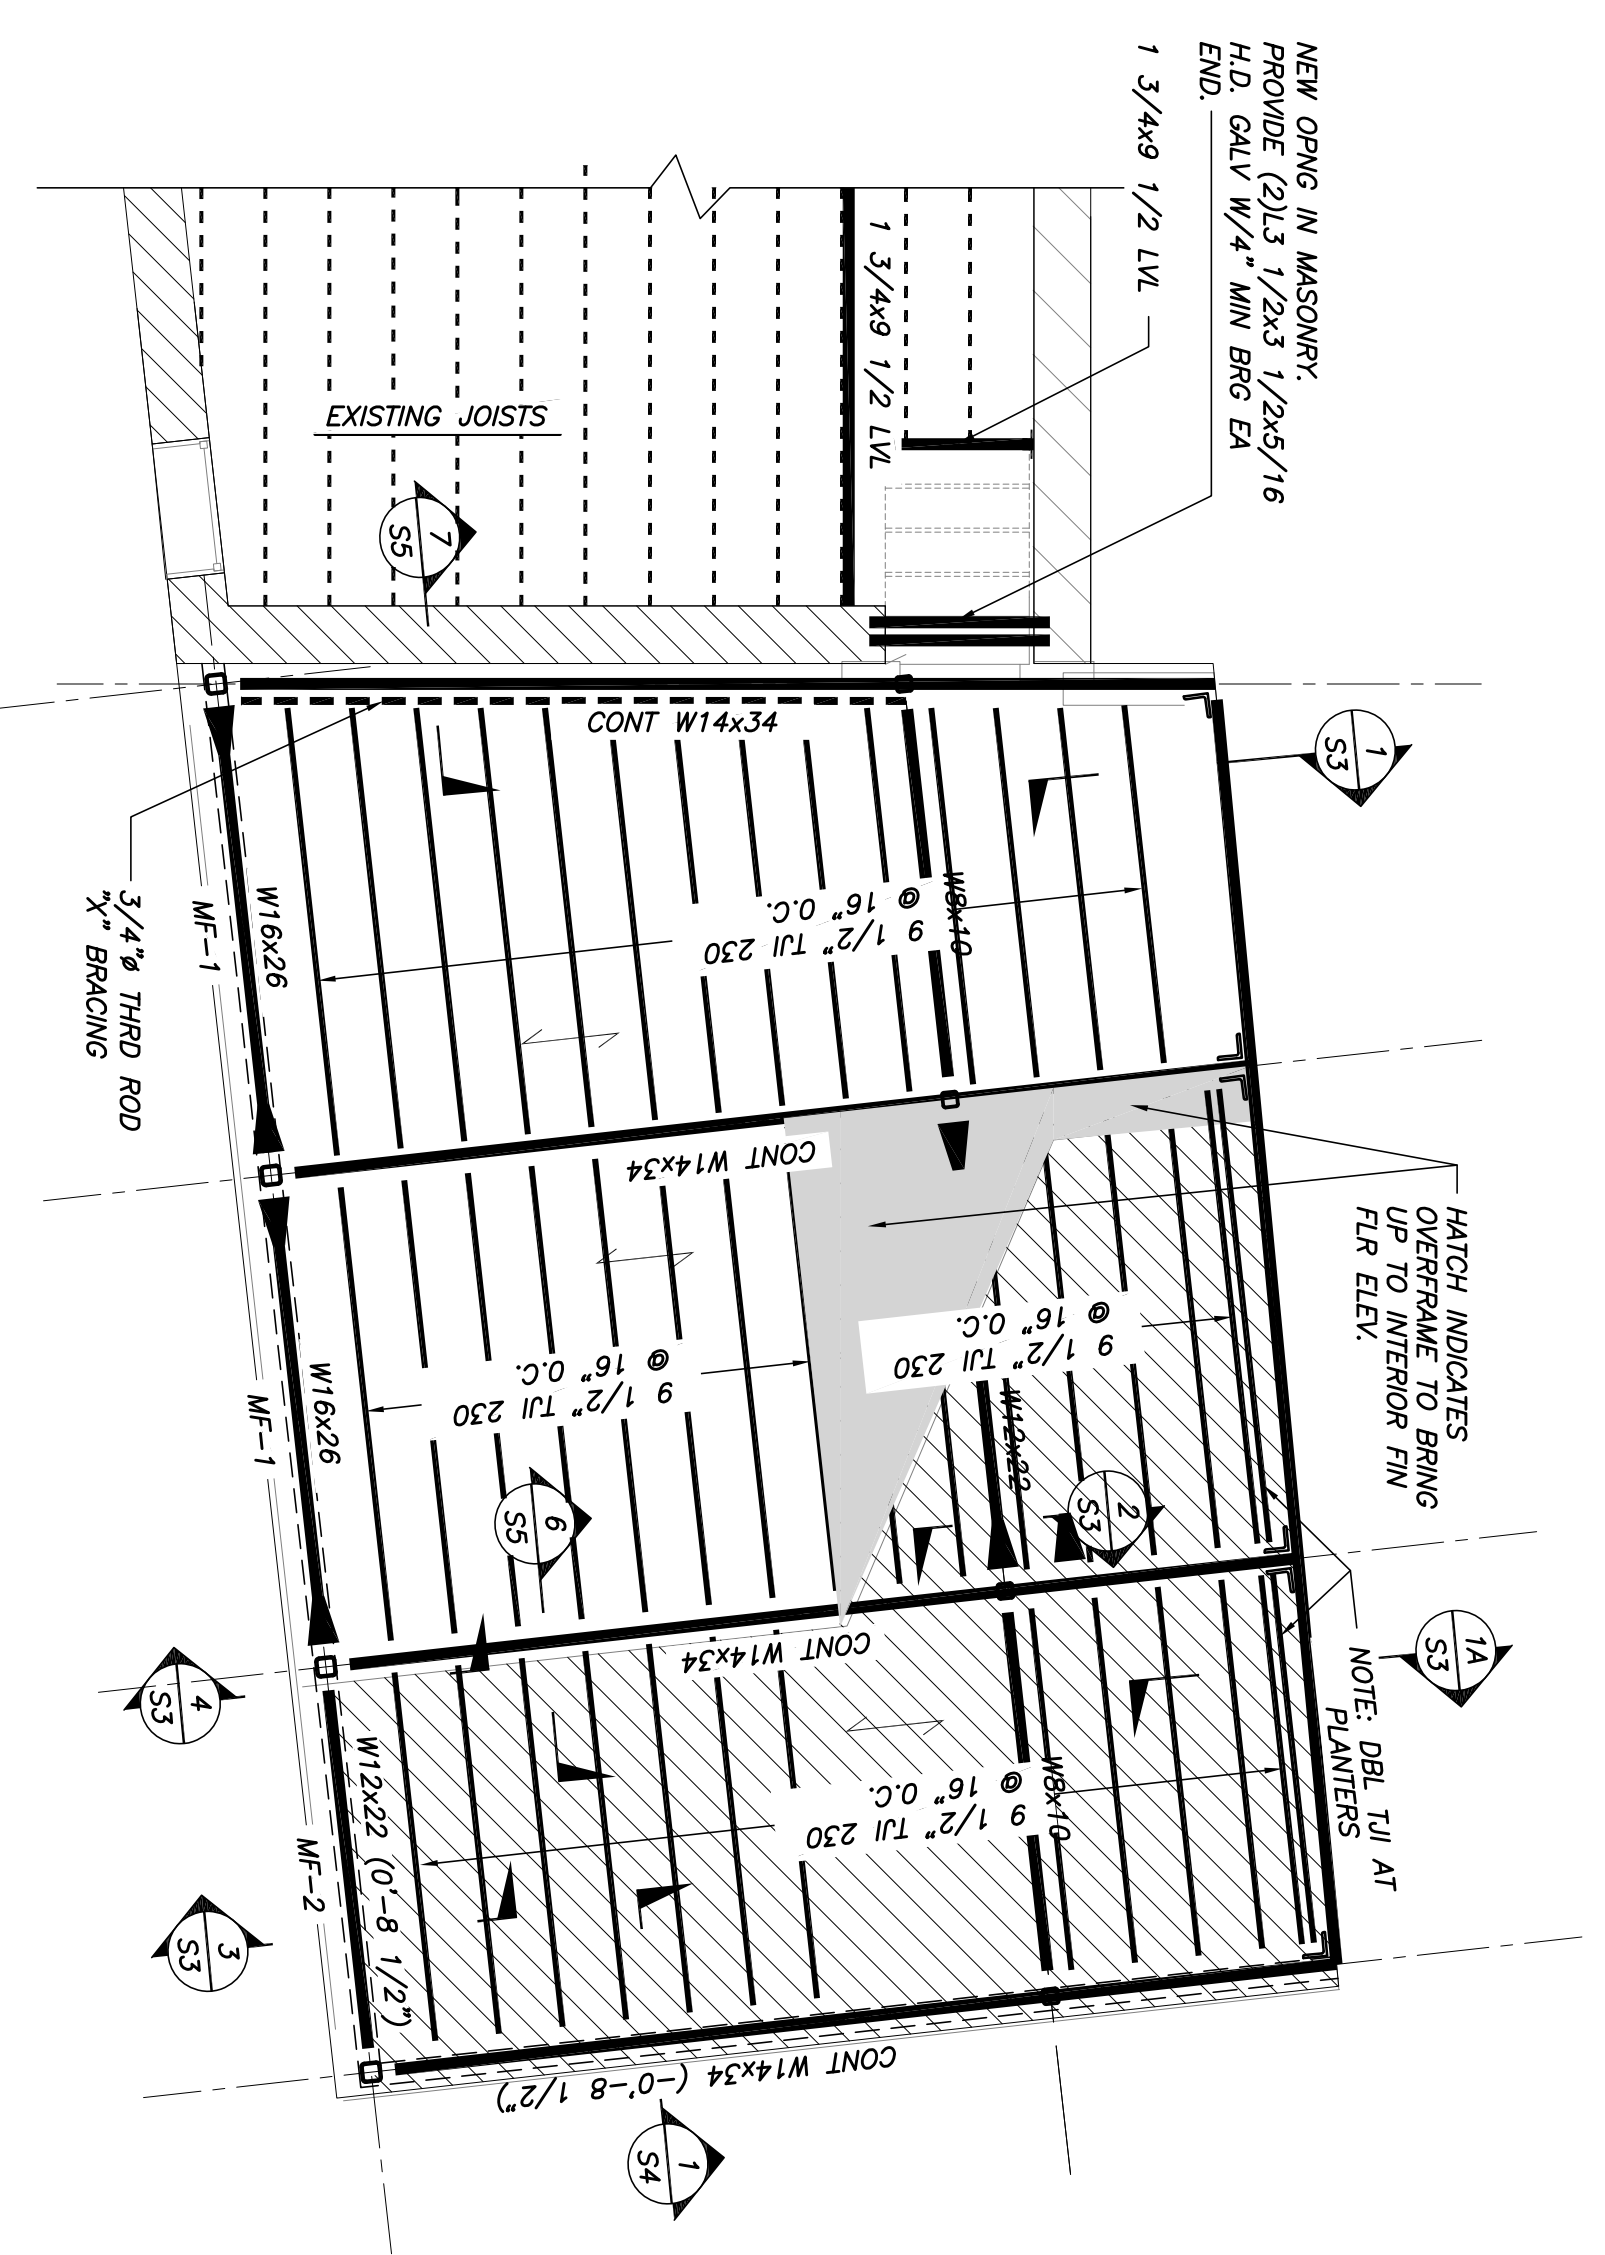 NEW OPNG IN MASONRY.
PROVIDE (2)L3 1/2x3 1/2x5/16
H.D. GALV W/4" MIN BRG EA
END.
1 3/4x9 1/2 LVL
1 3/4x9 1/2 LVL
EXISTING JOISTS
7
S5
CONT W14x34
1
S3
W8x10
9 1/2" TJI 230
@ 16" O.C.
W16x26
MF-1
3/4"ø THRD ROD
"X" BRACING
CONT W14x34
HATCH INDICATES
OVERFRAME TO BRING
UP TO INTERIOR FIN
FLR ELEV.
9 1/2" TJI 230
@ 16" O.C.
9 1/2" TJI 230
@ 16" O.C.
W12x22
W16x26
MF-1
6
S5
2
S3
CONT W14x34
1A
S3
NOTE: DBL TJI AT
PLANTERS
4
S3
W8x10
9 1/2" TJI 230
@ 16" O.C.
W12x22 (0'-8 1/2")
MF-2
3
S3
CONT W14x34 (-0'-8 1/2")
1
S4